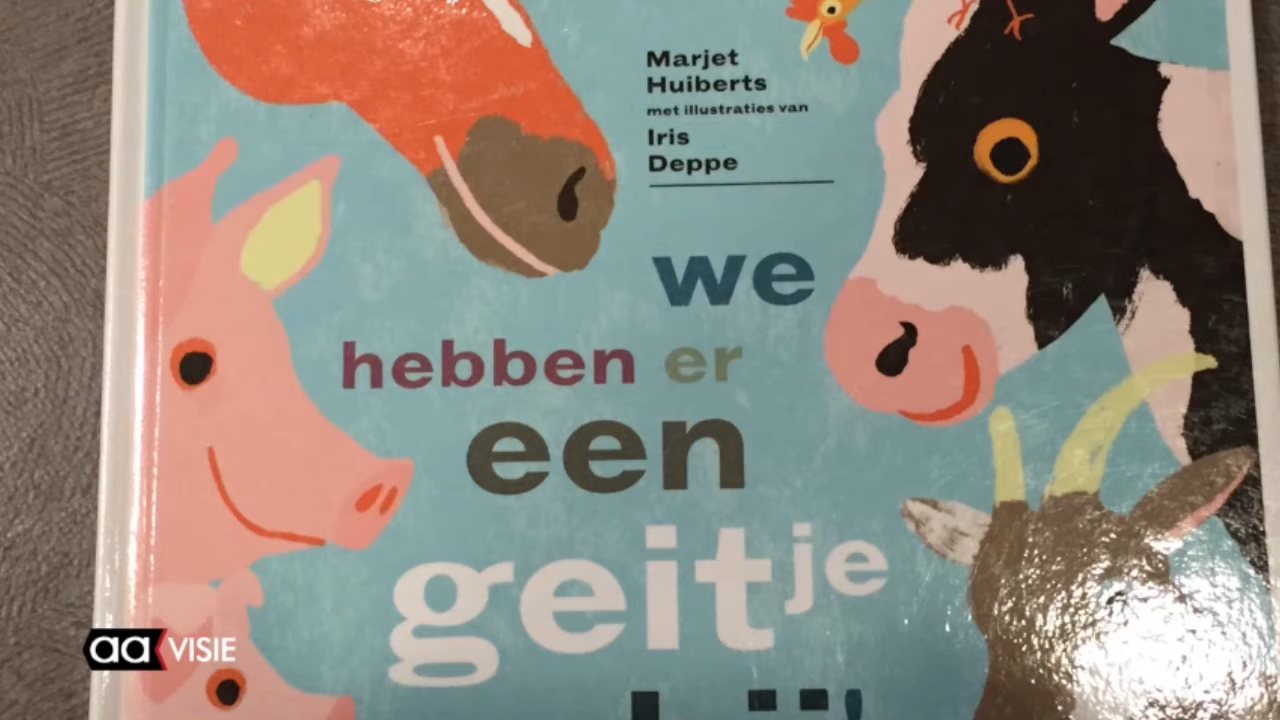 Marjet
Huiberts
met illustraties van
Iris
Deppe
we
hebben er
een
geitje
aa VISIE